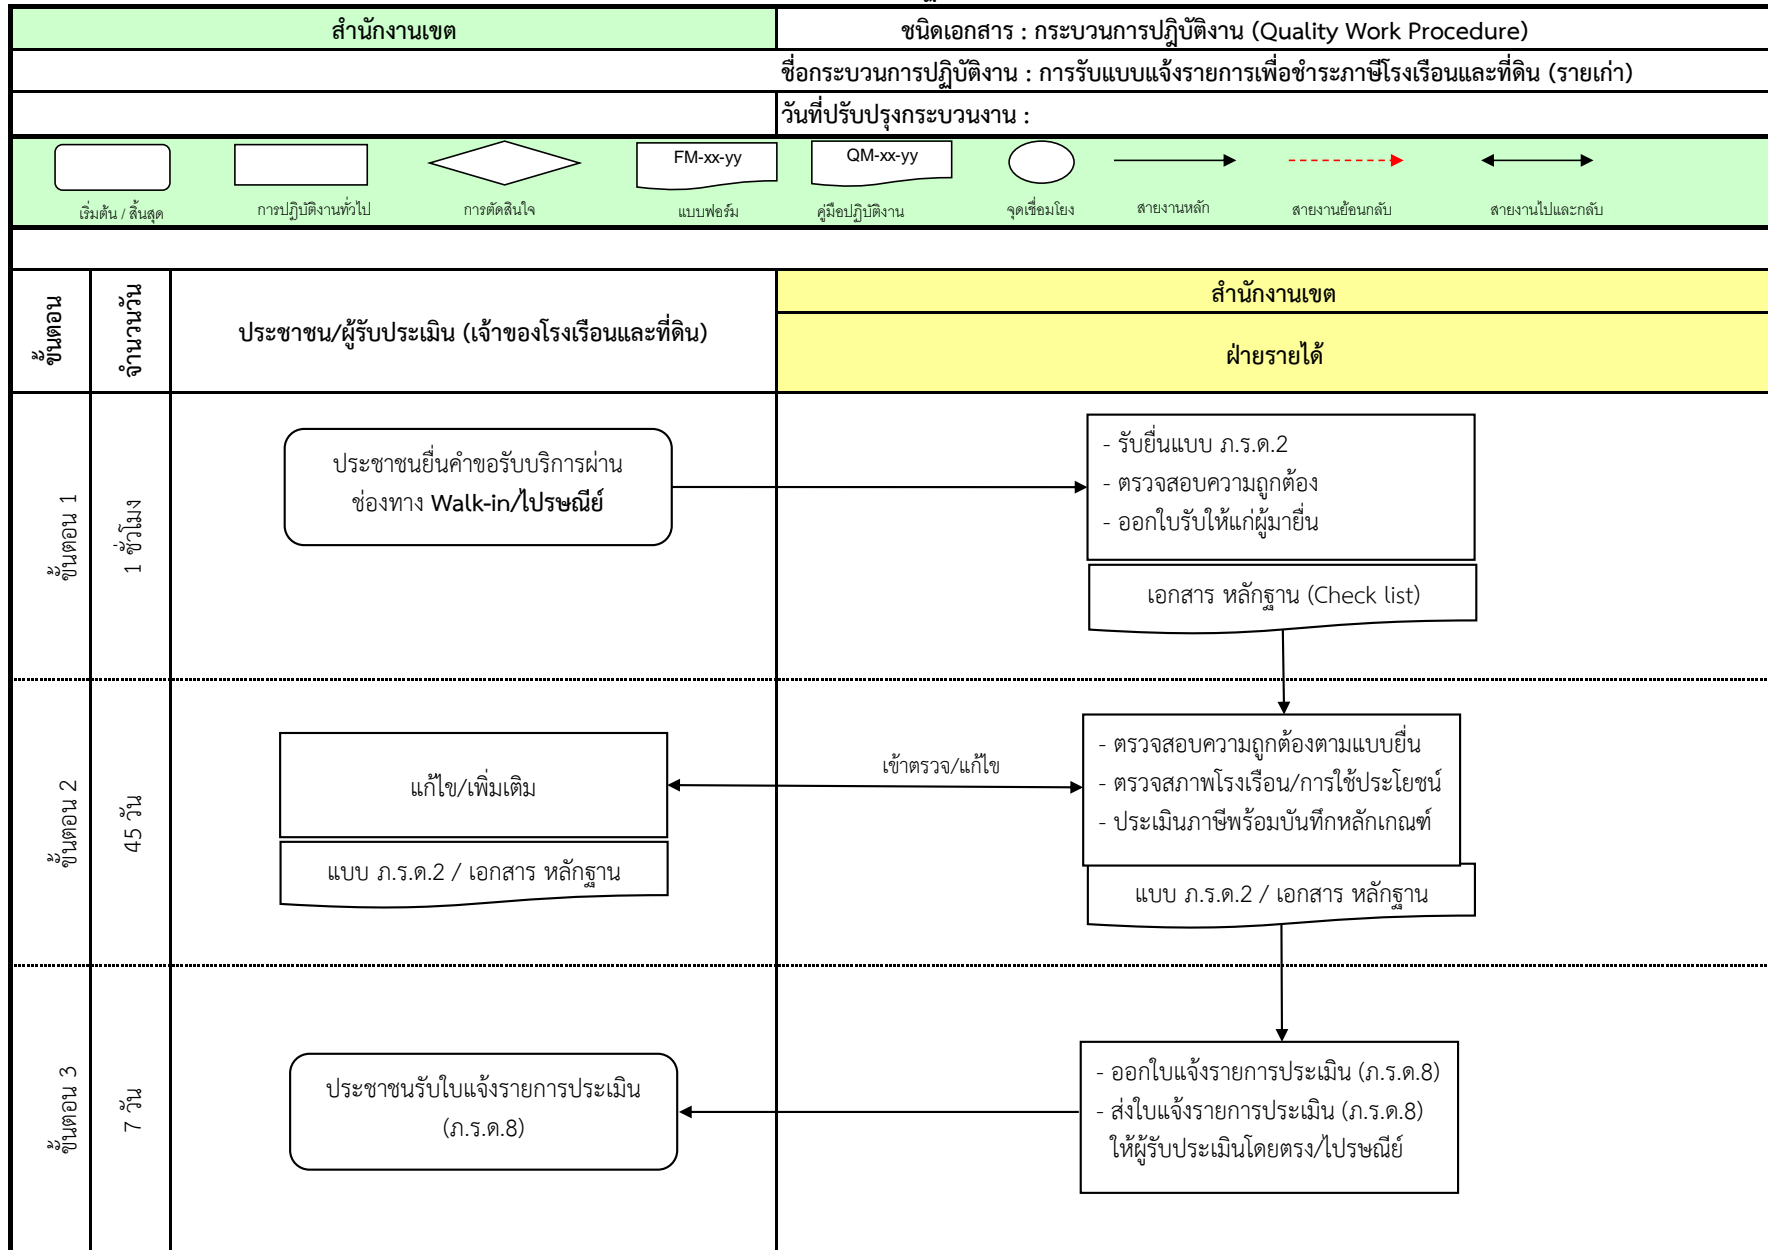 สำนักงานเขต
ชนิดเอกสาร : กระบวนการปฎิบัติงาน (Quality Work Procedure)
ชื่อกระบวนการปฏิบัติงาน : การรับแบบแจ้งรายการเพื่อชำระภาษีโรงเรือนและที่ดิน (รายเก่า)
วันที่ปรับปรุงกระบวนงาน :
FM-xx-yy
QM-xx-yy
เริ่มต้น / สิ้นสุด
การปฏิบัติงานทั่วไป
การตัดสินใจ
แบบฟอร์ม
คู่มือปฏิบัติงาน
จุดเชื่อมโยง
สายงานหลัก
สายงานย้อนกลับ
สายงานไปและกลับ
ขั้นตอน
จำนวนวัน
ประชาชน/ผู้รับประเมิน (เจ้าของโรงเรือนและที่ดิน)
สำนักงานเขต
ฝ่ายรายได้
ขั้นตอน 1
1 ชั่วโมง
ประชาชนยื่นคำขอรับบริการผ่าน
ช่องทาง Walk-in/ไปรษณีย์
- รับยื่นแบบ ภ.ร.ด.2
- ตรวจสอบความถูกต้อง
- ออกใบรับให้แก่ผู้มายื่น
เอกสาร หลักฐาน (Check list)
ขั้นตอน 2
45 วัน
แก้ไข/เพิ่มเติม
แบบ ภ.ร.ด.2 / เอกสาร หลักฐาน
เข้าตรวจ/แก้ไข
- ตรวจสอบความถูกต้องตามแบบยื่น
- ตรวจสภาพโรงเรือน/การใช้ประโยชน์
- ประเมินภาษีพร้อมบันทึกหลักเกณฑ์
แบบ ภ.ร.ด.2 / เอกสาร หลักฐาน
ขั้นตอน 3
7 วัน
ประชาชนรับใบแจ้งรายการประเมิน
(ภ.ร.ด.8)
- ออกใบแจ้งรายการประเมิน (ภ.ร.ด.8)
- ส่งใบแจ้งรายการประเมิน (ภ.ร.ด.8)
ให้ผู้รับประเมินโดยตรง/ไปรษณีย์